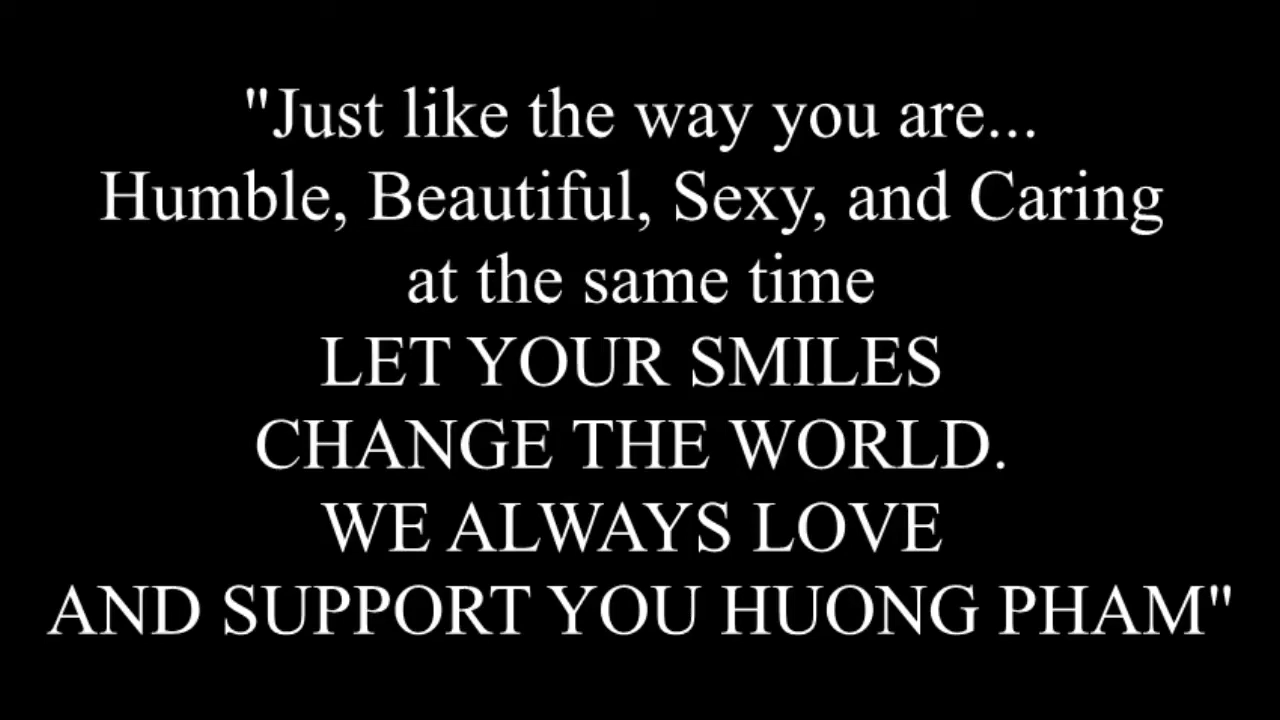 "Just like the way you are...
Humble, Beautiful, Sexy, and Caring
at the same time
LET YOUR SMILES
CHANGE THE WORLD.
WE ALWAYS LOVE
AND SUPPORT YOU HUONG PHAM"